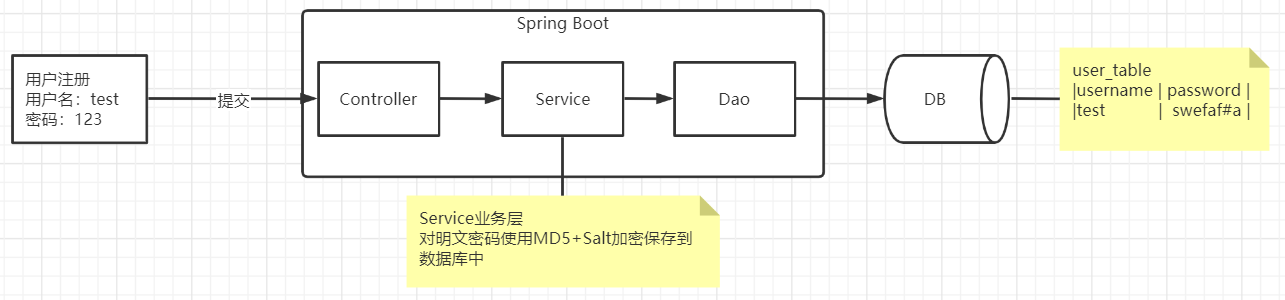 Spring Boot
用户注册
用户名：test
密码：123
提交
Controller
Service
Dao
DB
user_table
|username | password |
|test | swefaf#a |
Service业务层
对明文密码使用MD5+Salt加密保存到
数据库中